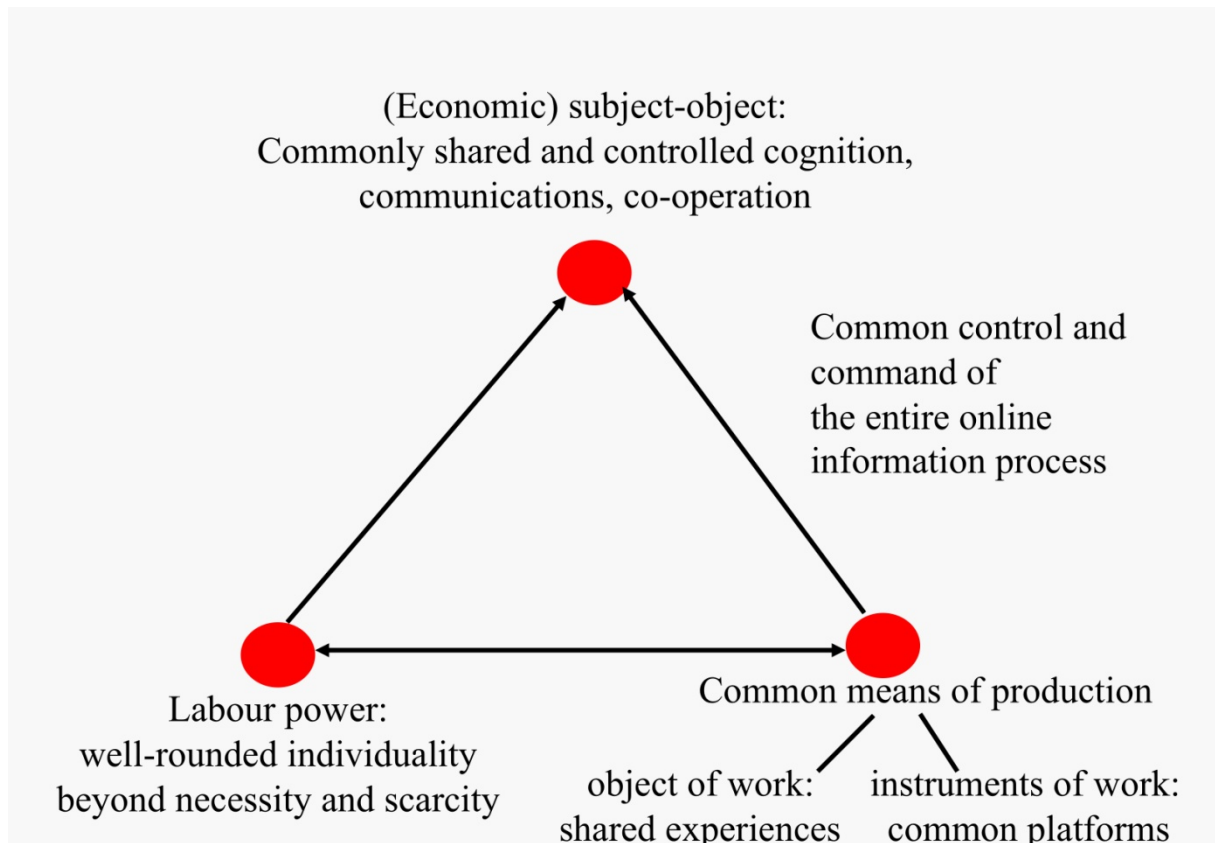 (Economic) subject-object:
Commonly shared and controlled cognition,
communications, co-operation
Common control and
command of
the entire online
information process
Labour power:
well-rounded individuality
beyond necessity and scarcity
Common means of production
object of work:
shared experiences
instruments of work:
common platforms